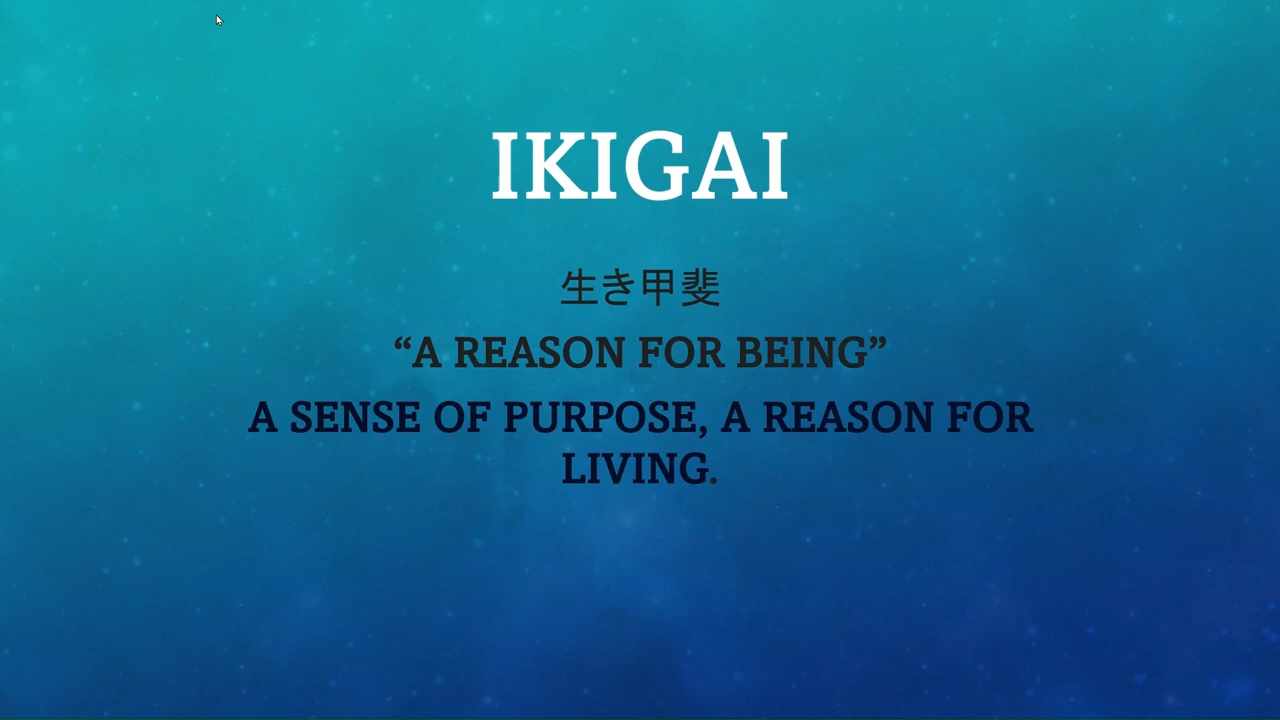 IKIGAI
生き甲斐
“A REASON FOR BEING”
A SENSE OF PURPOSE, A REASON FOR
LIVING.